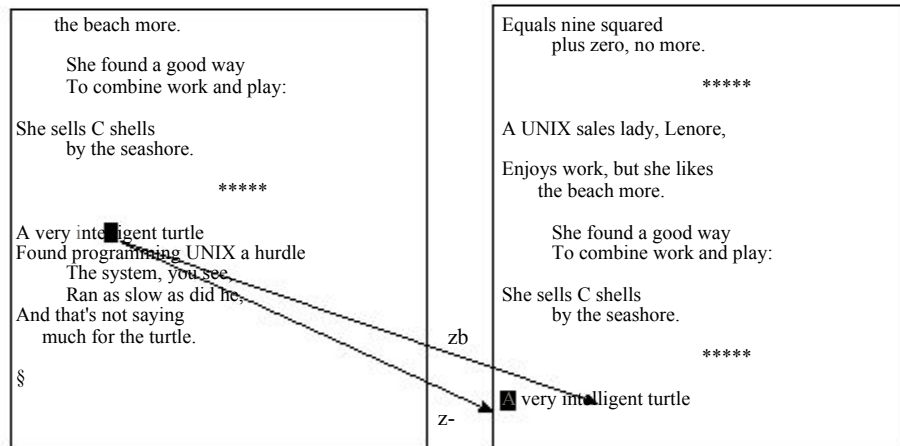 the beach more.
She found a good way
To combine work and play:
She sells C shells
by the seashore.
*****
A very intelligent turtle
Found programming UNIX a hurdle
The system, you see,
Ran as slow as did he,
And that's not saying
much for the turtle.
§
zb
z-
Equals nine squared
plus zero, no more.
*****
A UNIX sales lady, Lenore,
Enjoys work, but she likes
the beach more.
She found a good way
To combine work and play:
She sells C shells
by the seashore.
*****
A very intelligent turtle